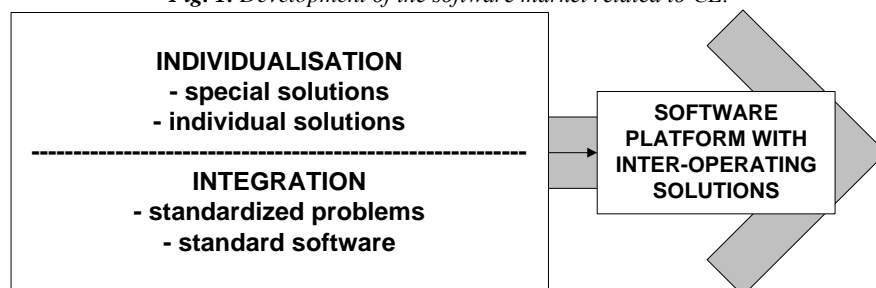 Fig. 1. Development of the software market related to CE.
INDIVIDUALISATION
- special solutions
- individual solutions
INTEGRATION
- standardized problems
- standard software
SOFTWARE
PLATFORM WITH
INTER-OPERATING
SOLUTIONS